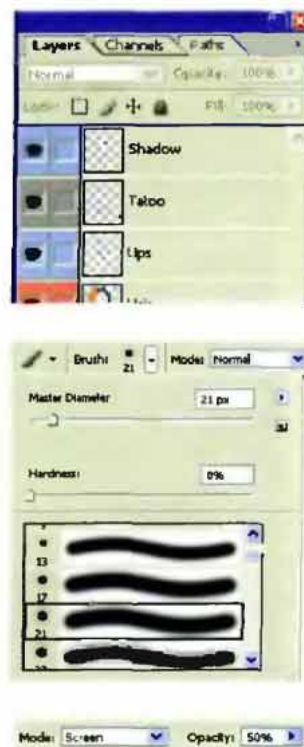 Layers Channels Paths
Normal Opacity: 100%
Lock: Fill: 100%
Shadow
Tatoo
Lips
Brush: 21 Mode: Normal
Master Diameter 21 px
Hardness: 0%
13
17
21
Mode: Screen Opacity: 50%